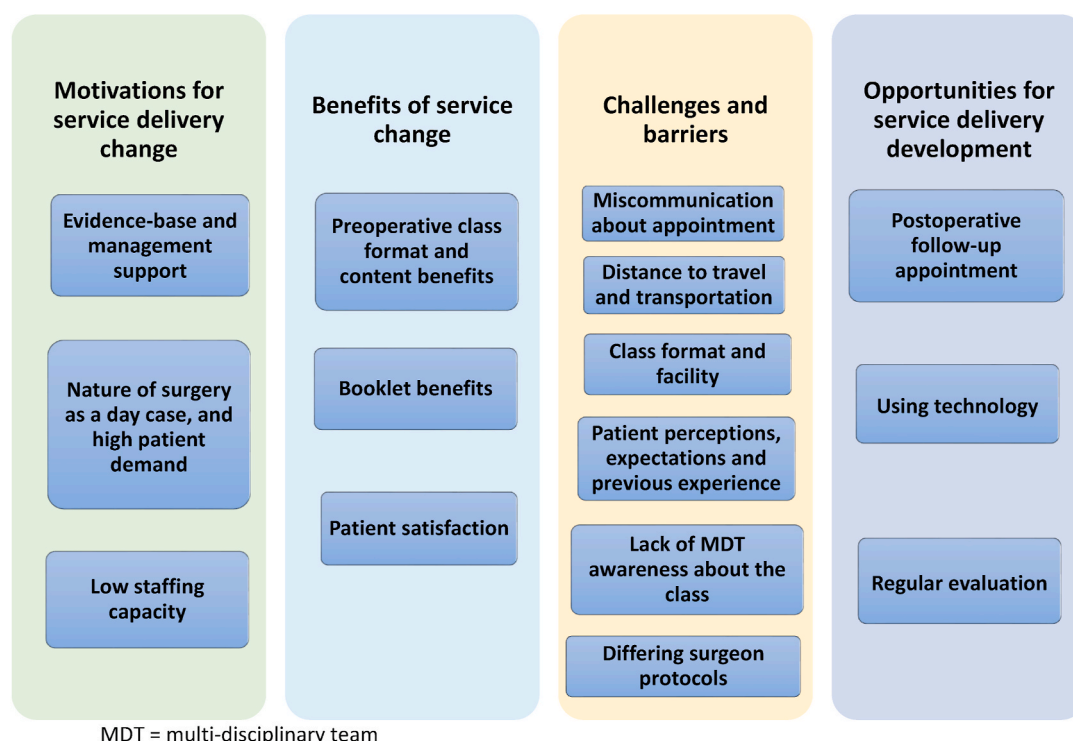 Motivations for
service delivery
change
Evidence-base and
management
support
Nature of surgery
as a day case, and
high patient
demand
Low staffing
capacity
Benefits of service
change
Preoperative class
format and
content benefits
Booklet benefits
Patient satisfaction
Challenges and
barriers
Miscommunication
about appointment
Distance to travel
and transportation
Class format and
facility
Patient perceptions,
expectations and
previous experience
Lack of MDT
awareness about the
class
Differing surgeon
protocols
Opportunities for
service delivery
development
Postoperative
follow-up
appointment
Using technology
Regular evaluation
MDT = multi-disciplinary team